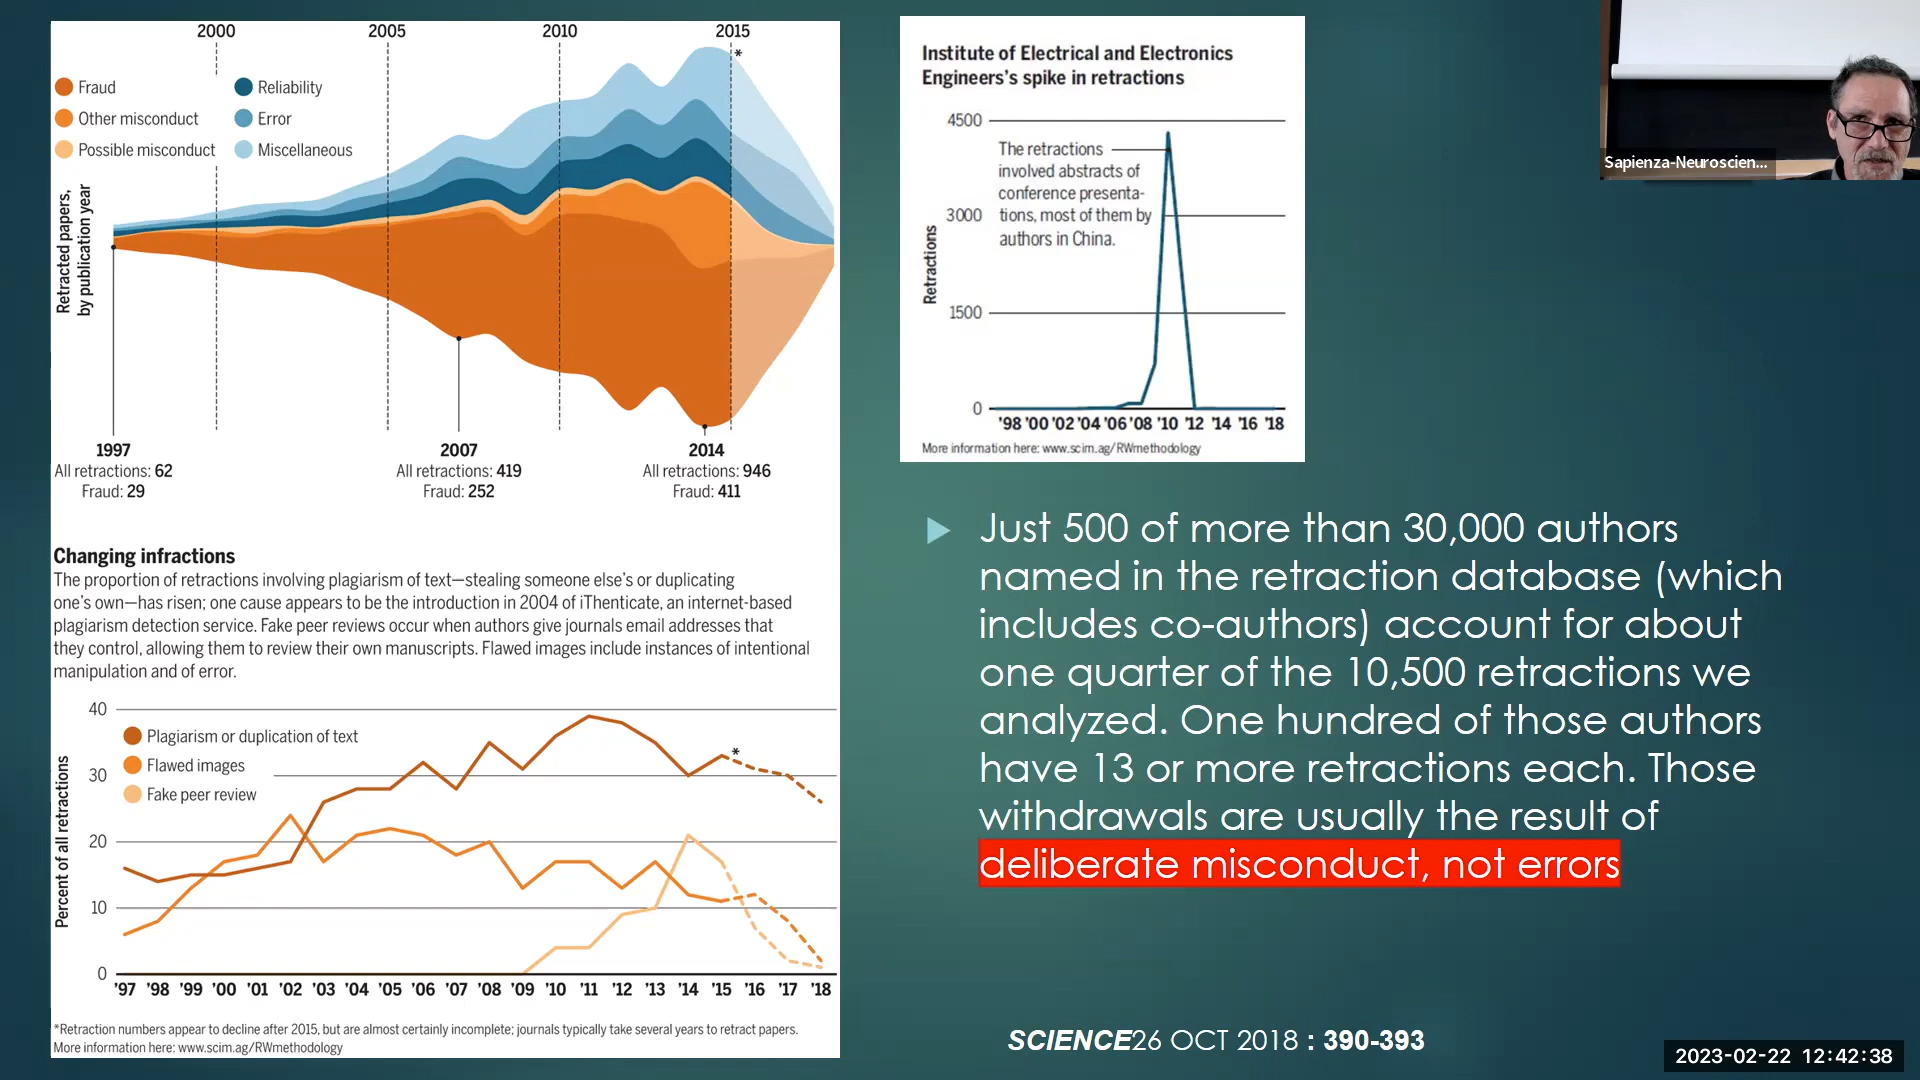 2000 2005 2010 2015
*
Fraud
Other misconduct
Possible misconduct
Reliability
Error
Miscellaneous
Retracted papers,
by publication year
1997
All retractions: 62
Fraud: 29
2007
All retractions: 419
Fraud: 252
2014
All retractions: 946
Fraud: 411
Changing infractions
The proportion of retractions involving plagiarism of text—stealing someone else's or duplicating
one's own—has risen; one cause appears to be the introduction in 2004 of iThenticate, an internet-based
plagiarism detection service. Fake peer reviews occur when authors give journals email addresses that
they control, allowing them to review their own manuscripts. Flawed images include instances of intentional
manipulation and of error.
Percent of all retractions
40
30
20
10
0
Plagiarism or duplication of text
Flawed images
Fake peer review
*
'97 '98 '99 '00 '01 '02 '03 '04 '05 '06 '07 '08 '09 '10 '11 '12 '13 '14 '15 '16 '17 '18
*Retraction numbers appear to decline after 2015, but are almost certainly incomplete; journals typically take several years to retract papers.
More information here: www.scim.ag/RWmethodology
Institute of Electrical and Electronics
Engineers's spike in retractions
Retractions
4500
3000
1500
0
The retractions
involved abstracts of
conference presenta-
tions, most of them by
authors in China.
'98 '00 '02 '04 '06 '08 '10 '12 '14 '16 '18
More information here: www.scim.ag/RWmethodology
Just 500 of more than 30,000 authors
named in the retraction database (which
includes co-authors) account for about
one quarter of the 10,500 retractions we
analyzed. One hundred of those authors
have 13 or more retractions each. Those
withdrawals are usually the result of
deliberate misconduct, not errors
SCIENCE26 OCT 2018 : 390-393
Sapienza-Neuroscien...
2023-02-22 12:42:38